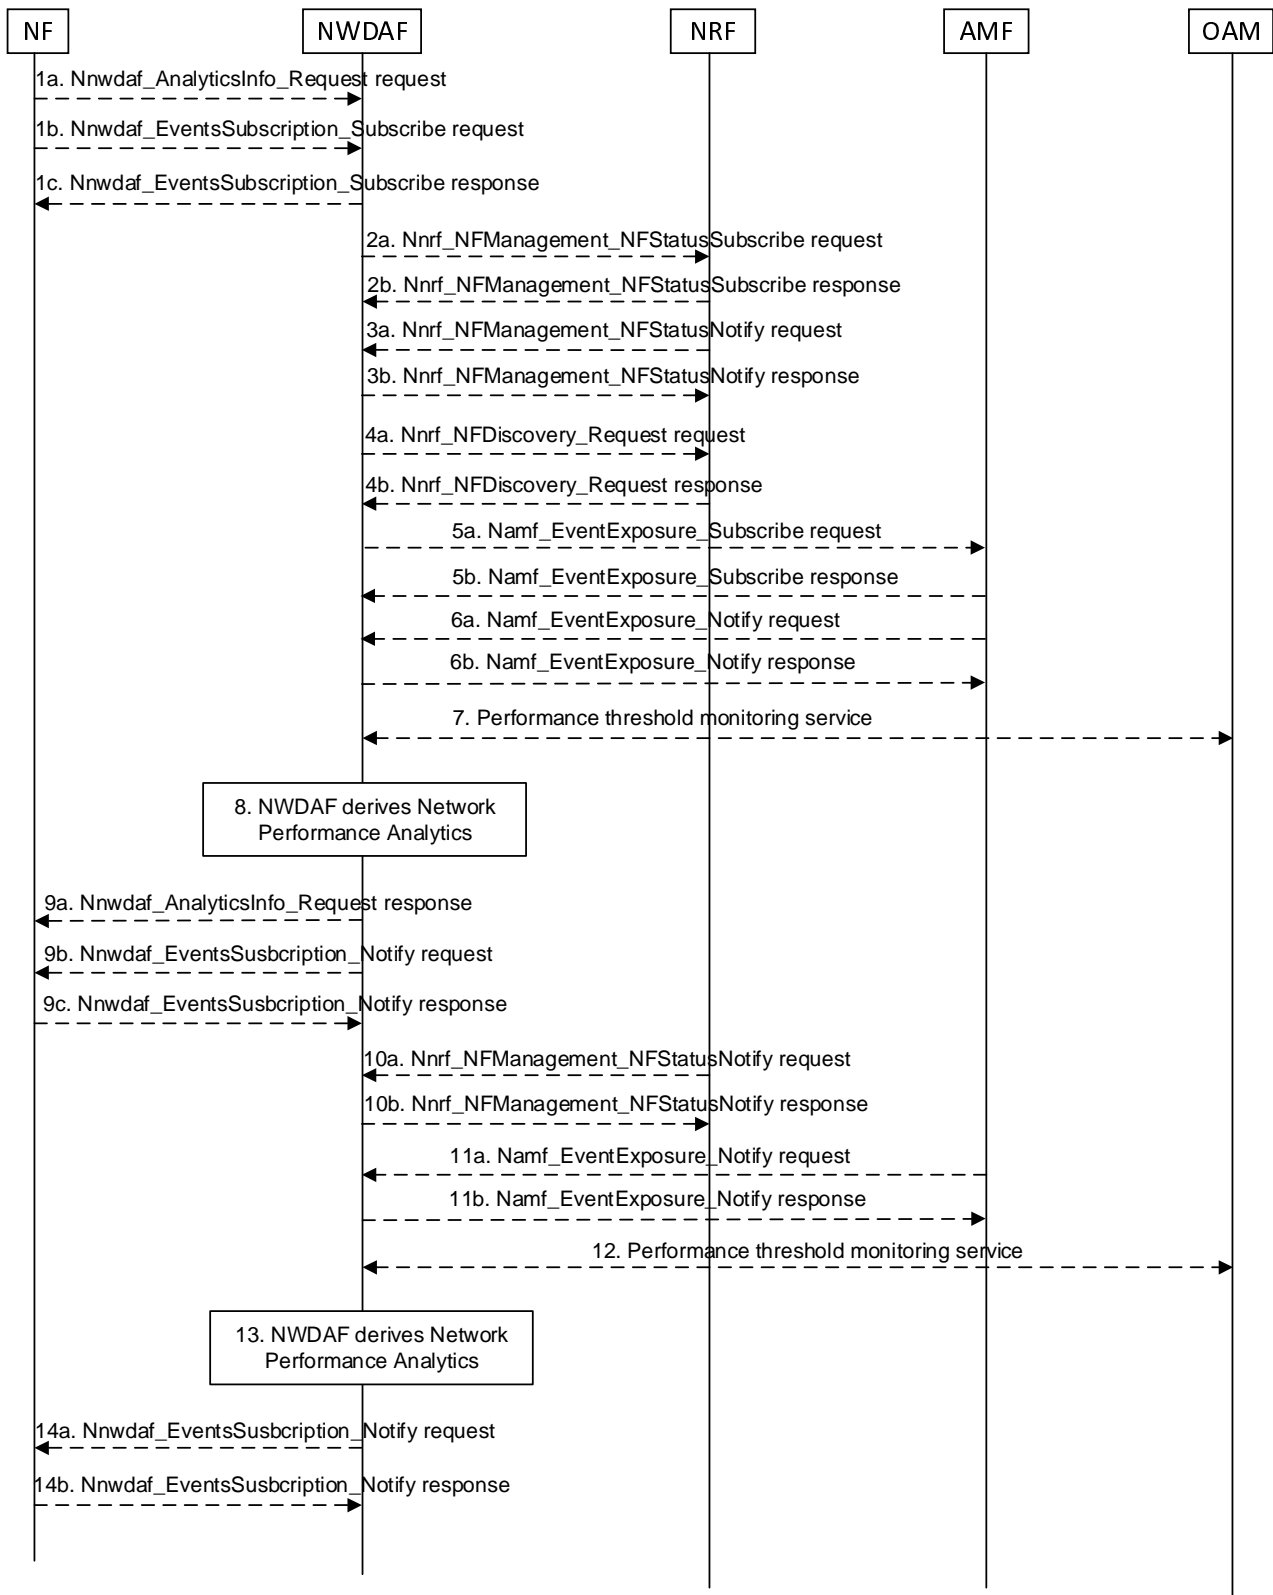 NF
NWDAF
NRF
AMF
OAM
1a. Nnwdaf_AnalyticsInfo_Request request
1b. Nnwdaf_EventsSubscription_Subscribe request
1c. Nnwdaf_EventsSubscription_Subscribe response
2a. Nnrf_NFManagement_NFStatusSubscribe request
2b. Nnrf_NFManagement_NFStatusSubscribe response
3a. Nnrf_NFManagement_NFStatusNotify request
3b. Nnrf_NFManagement_NFStatusNotify response
4a. Nnrf_NFDiscovery_Request request
4b. Nnrf_NFDiscovery_Request response
5a. Namf_EventExposure_Subscribe request
5b. Namf_EventExposure_Subscribe response
6a. Namf_EventExposure_Notify request
6b. Namf_EventExposure_Notify response
7. Performance threshold monitoring service
8. NWDAF derives Network
Performance Analytics
9a. Nnwdaf_AnalyticsInfo_Request response
9b. Nnwdaf_EventsSusbcription_Notify request
9c. Nnwdaf_EventsSusbcription_Notify response
10a. Nnrf_NFManagement_NFStatusNotify request
10b. Nnrf_NFManagement_NFStatusNotify response
11a. Namf_EventExposure_Notify request
11b. Namf_EventExposure_Notify response
12. Performance threshold monitoring service
13. NWDAF derives Network
Performance Analytics
14a. Nnwdaf_EventsSusbcription_Notify request
14b. Nnwdaf_EventsSusbcription_Notify response